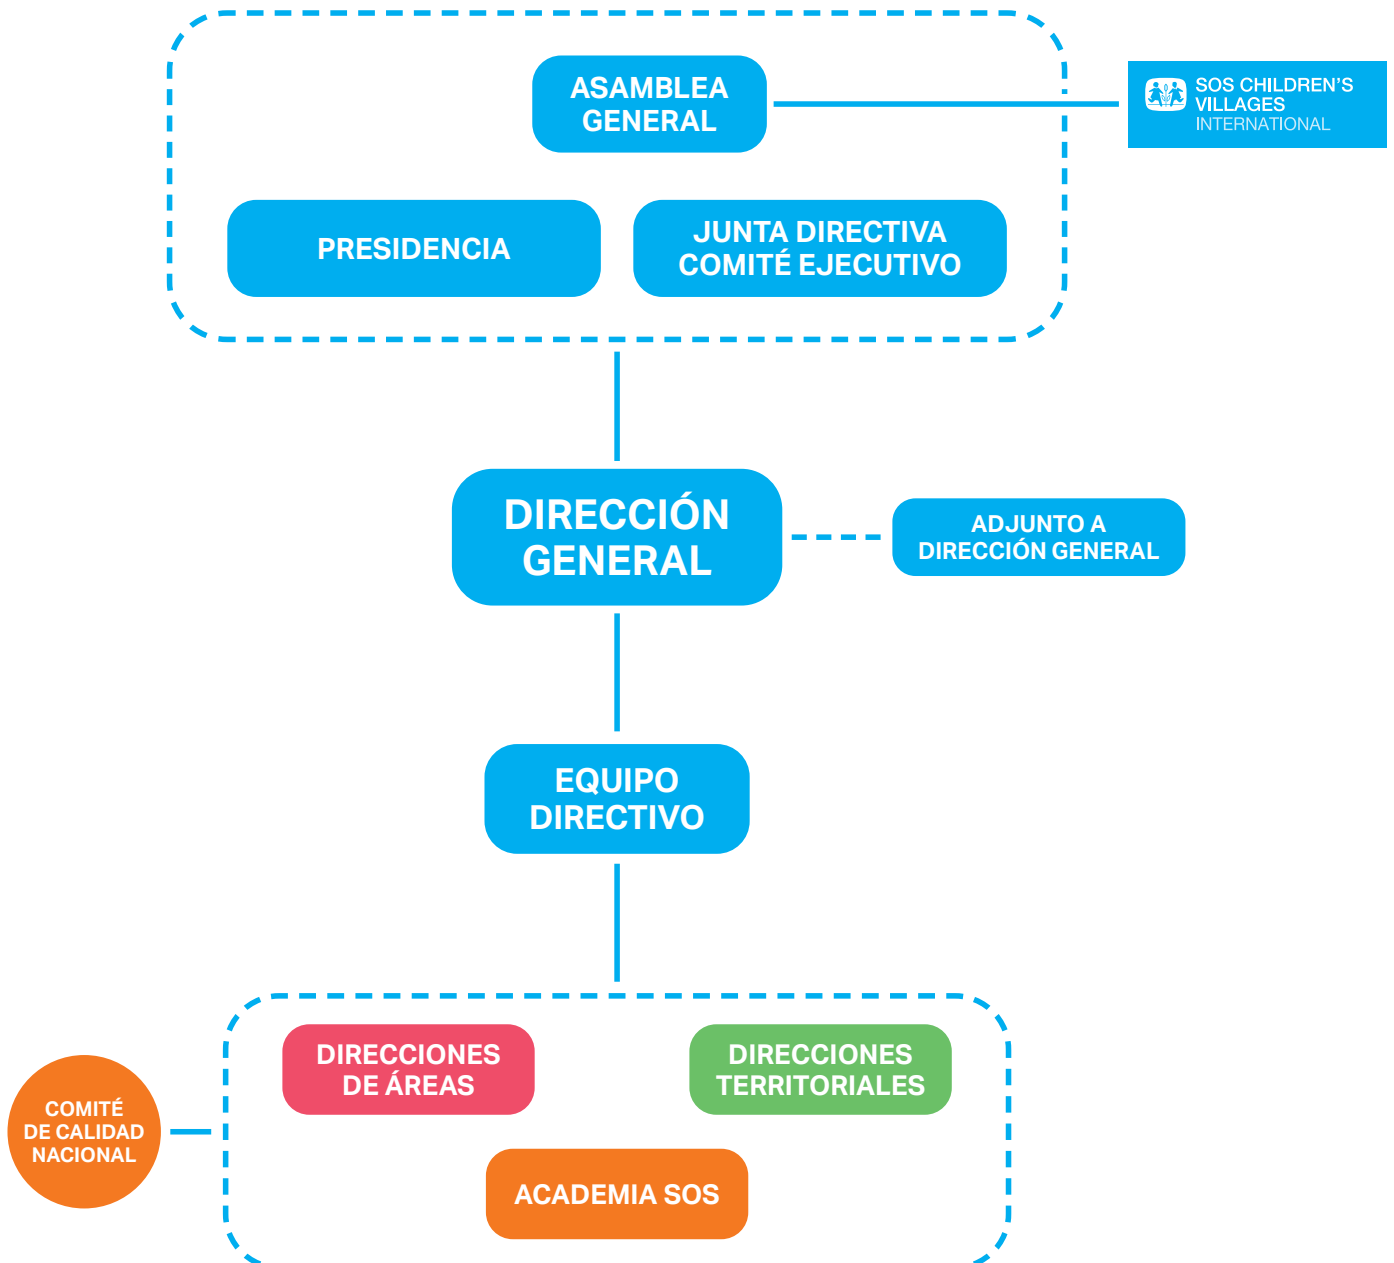 ASAMBLEA
GENERAL
SOS CHILDREN'S
VILLAGES
INTERNATIONAL
PRESIDENCIA
JUNTA DIRECTIVA
COMITÉ EJECUTIVO
DIRECCIÓN
GENERAL
ADJUNTO A
DIRECCIÓN GENERAL
EQUIPO
DIRECTIVO
DIRECCIONES
DE ÁREAS
DIRECCIONES
TERRITORIALES
COMITÉ
DE CALIDAD
NACIONAL
ACADEMIA SOS